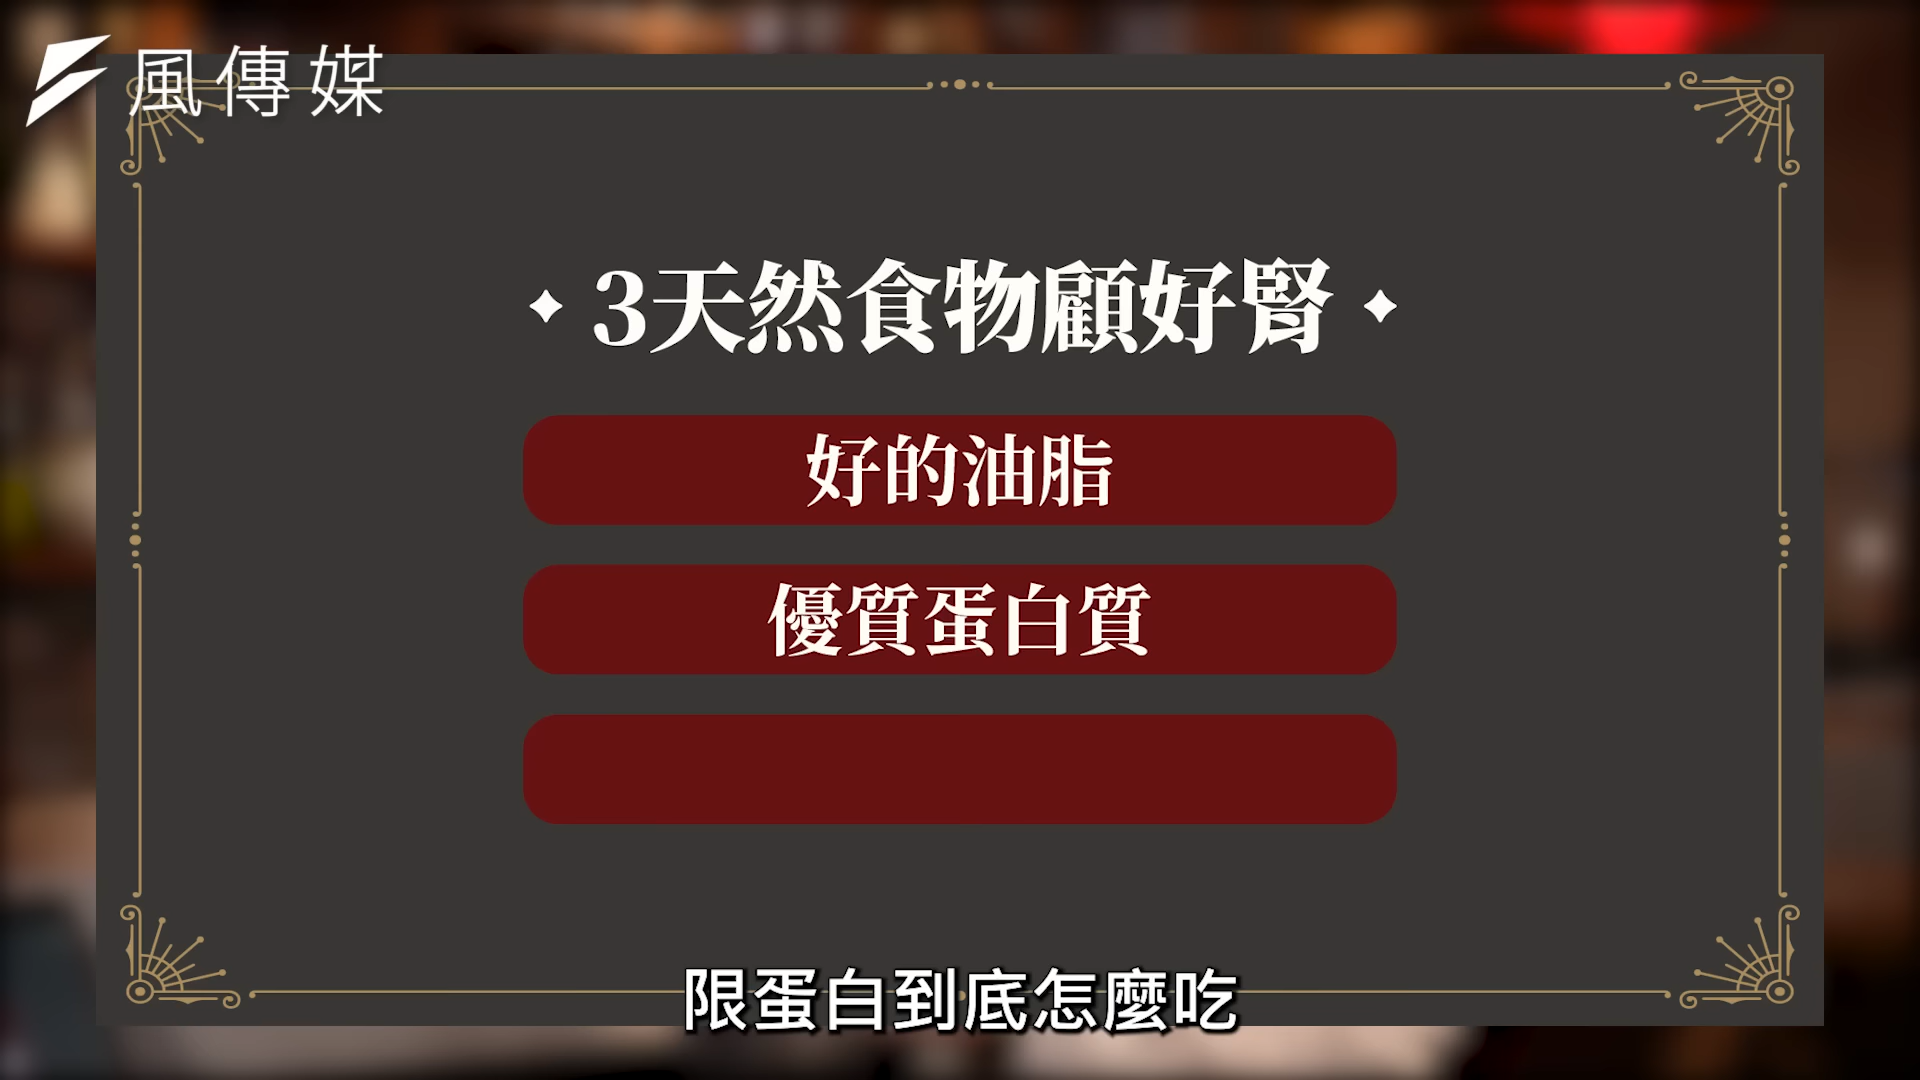 風傳媒
3天然食物顧好腎
好的油脂
優質蛋白質
限蛋白到底怎麼吃